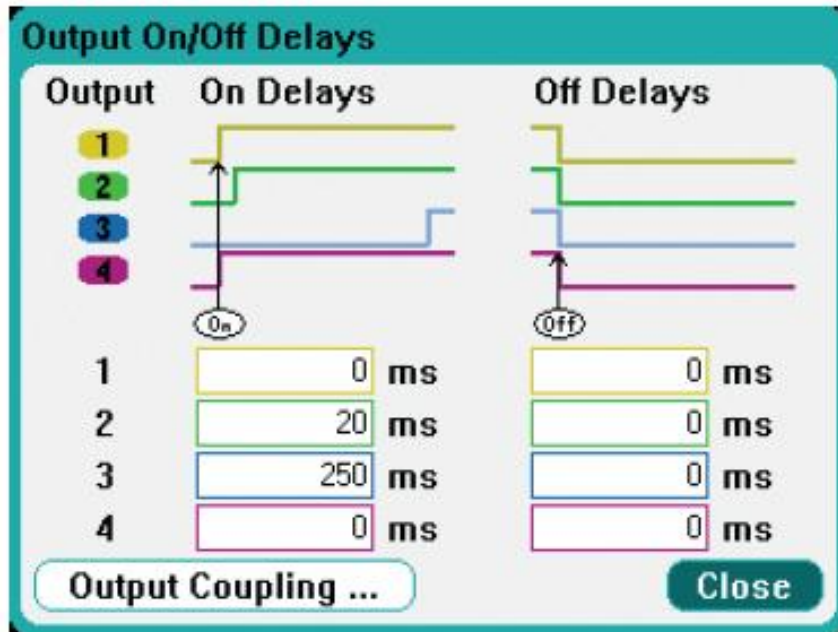 Output On/Off Delays
Output On Delays Off Delays
1
2
3
4
On Off
1 0 ms 0 ms
2 20 ms 0 ms
3 250 ms 0 ms
4 0 ms 0 ms
Output Coupling ... Close